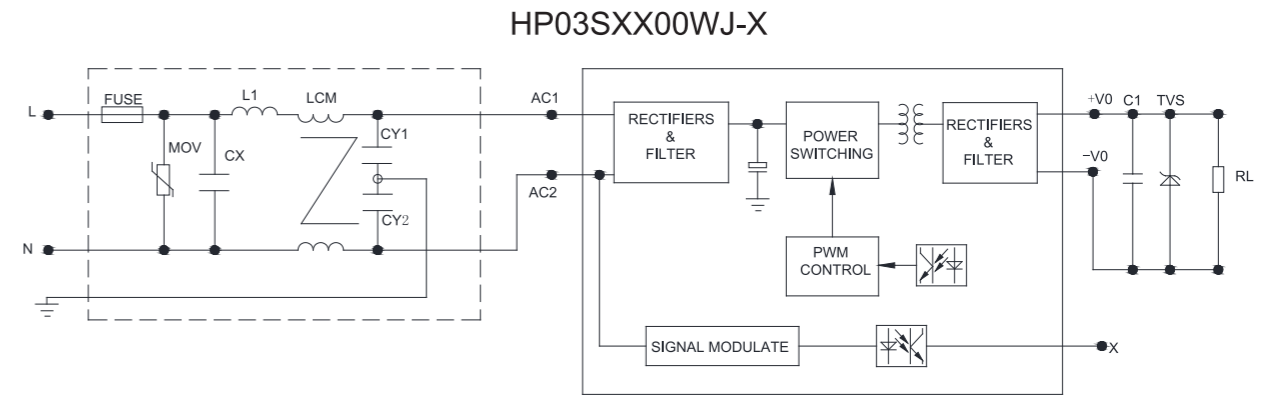 HP03SXX00WJ-X
L
FUSE
L1
LCM
MOV
CX
CY1
CY2
N
AC1
AC2
RECTIFIERS
&
FILTER
POWER
SWITCHING
RECTIFIERS
&
FILTER
PWM
CONTROL
SIGNAL MODULATE
+V0
C1
TVS
−V0
RL
X